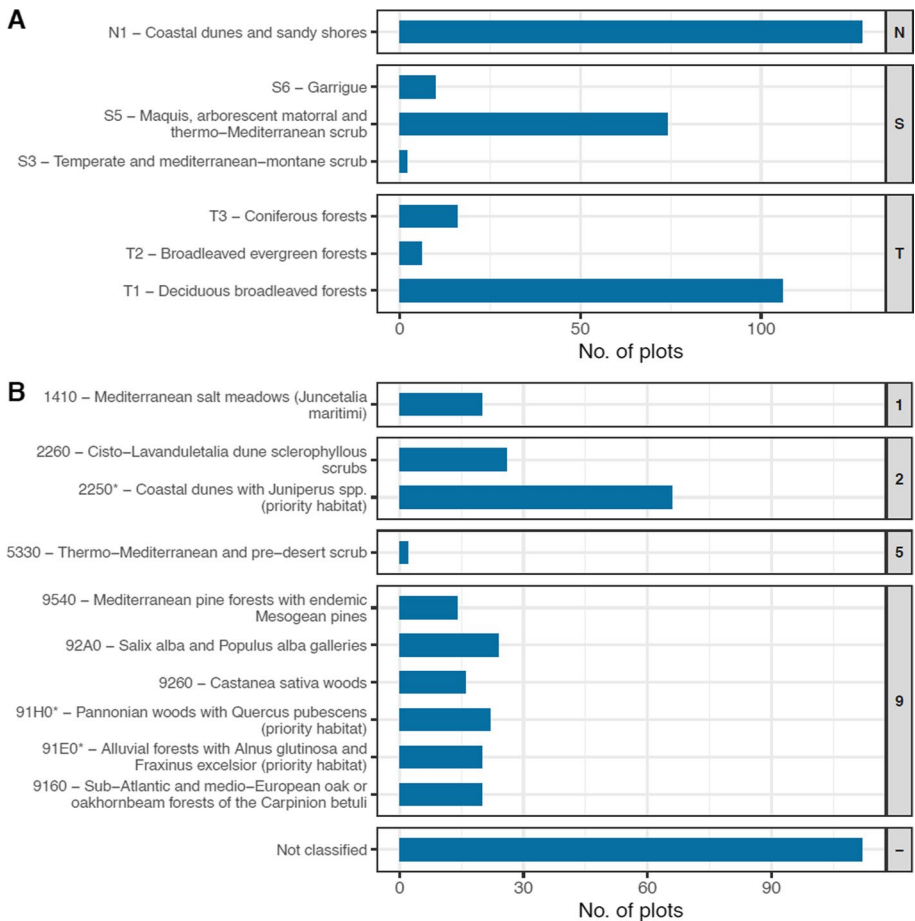 A
N1 – Coastal dunes and sandy shores
N
S6 – Garrigue
S5 – Maquis, arborescent matorral and
thermo–Mediterranean scrub
S3 – Temperate and mediterranean–montane scrub
S
T3 – Coniferous forests
T2 – Broadleaved evergreen forests
T1 – Deciduous broadleaved forests
T
0 50 100
No. of plots
B
1410 – Mediterranean salt meadows (Juncetalia
maritimi)
1
2260 – Cisto–Lavanduletalia dune sclerophyllous
scrubs
2250* – Coastal dunes with Juniperus spp.
(priority habitat)
2
5330 – Thermo–Mediterranean and pre–desert scrub
5
9540 – Mediterranean pine forests with endemic
Mesogean pines
92A0 – Salix alba and Populus alba galleries
9260 – Castanea sativa woods
91H0* – Pannonian woods with Quercus pubescens
(priority habitat)
91E0* – Alluvial forests with Alnus glutinosa and
Fraxinus excelsior (priority habitat)
9160 – Sub–Atlantic and medio–European oak or
oakhornbeam forests of the Carpinion betuli
9
Not classified
–
0 30 60 90
No. of plots